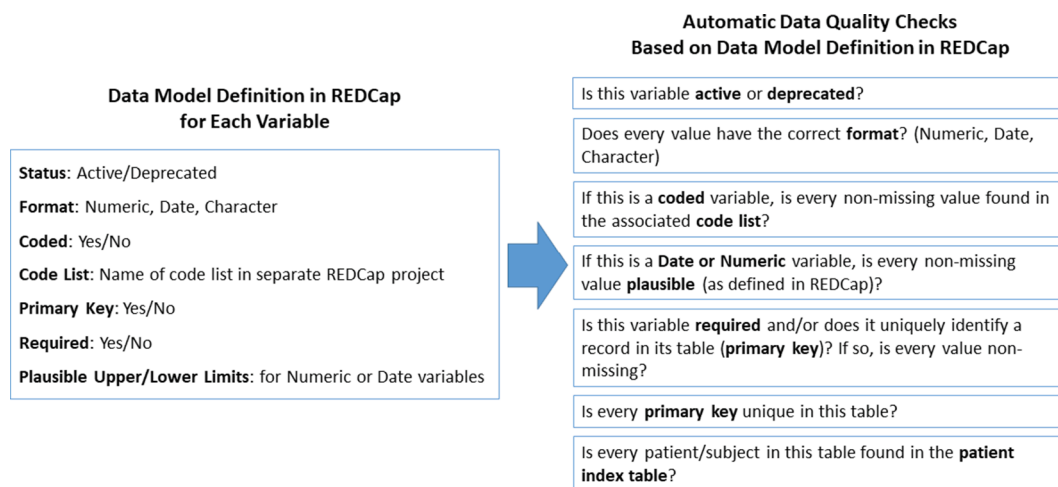 Data Model Definition in REDCap
for Each Variable
Status: Active/Deprecated
Format: Numeric, Date, Character
Coded: Yes/No
Code List: Name of code list in separate REDCap project
Primary Key: Yes/No
Required: Yes/No
Plausible Upper/Lower Limits: for Numeric or Date variables
Automatic Data Quality Checks
Based on Data Model Definition in REDCap
Is this variable active or deprecated?
Does every value have the correct format? (Numeric, Date,
Character)
If this is a coded variable, is every non-missing value found in
the associated code list?
If this is a Date or Numeric variable, is every non-missing
value plausible (as defined in REDCap)?
Is this variable required and/or does it uniquely identify a
record in its table (primary key)? If so, is every value non-
missing?
Is every primary key unique in this table?
Is every patient/subject in this table found in the patient
index table?